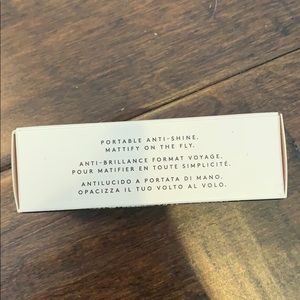 PORTABLE ANTI-SHINE.
MATTIFY ON THE FLY.
ANTI-BRILLANCE FORMAT VOYAGE.
POUR MATIFIER EN TOUTE SIMPLICITÉ.
ANTILUCIDO A PORTATA DI MANO.
OPACIZZA IL TUO VOLTO AL VOLO.